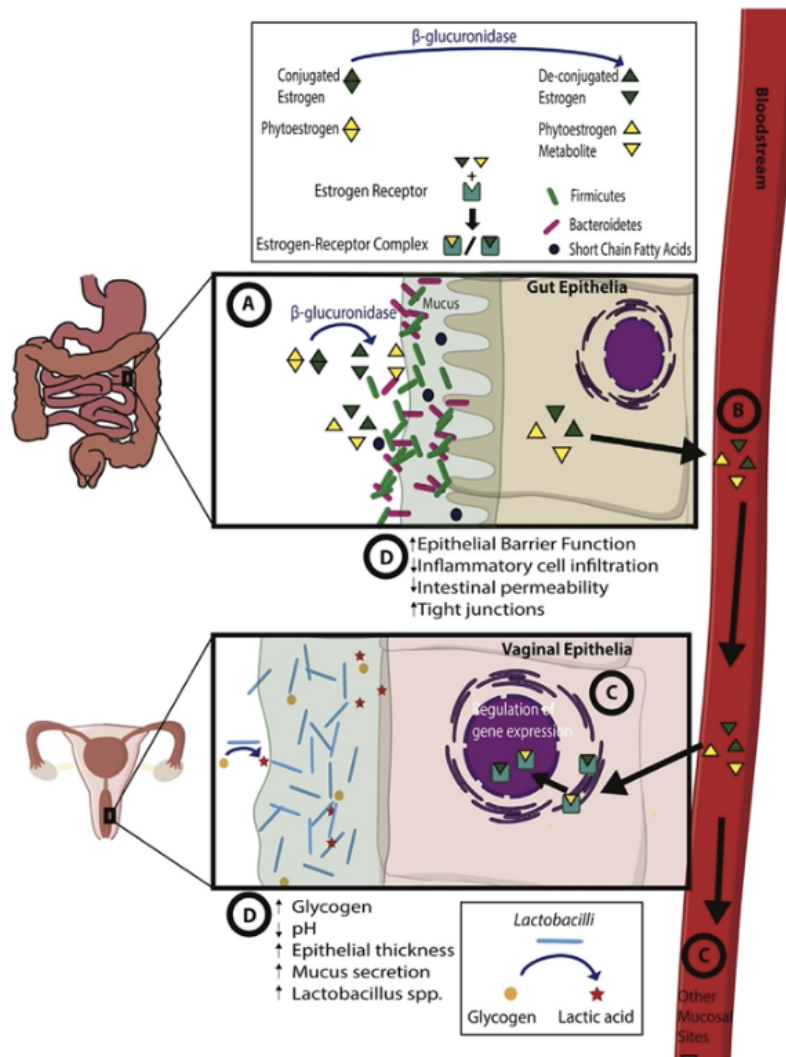 β-glucuronidase
Conjugated
Estrogen
De-conjugated
Estrogen
Phytoestrogen
Phytoestrogen
Metabolite
+
Estrogen Receptor
Firmicutes
Bacteroidetes
Estrogen-Receptor Complex
/
Short Chain Fatty Acids
Bloodstream
A
β-glucuronidase
Mucus
Gut Epithelia
B
D
↑Epithelial Barrier Function
↓Inflammatory cell infiltration
↓Intestinal permeability
↑Tight junctions
Vaginal Epithelia
C
Regulation of
gene expression
D
↑ Glycogen
↓ pH
↑ Epithelial thickness
↑ Mucus secretion
↑ Lactobacillus spp.
Lactobacilli
Glycogen
Lactic acid
C
Other
Mucosal
Sites